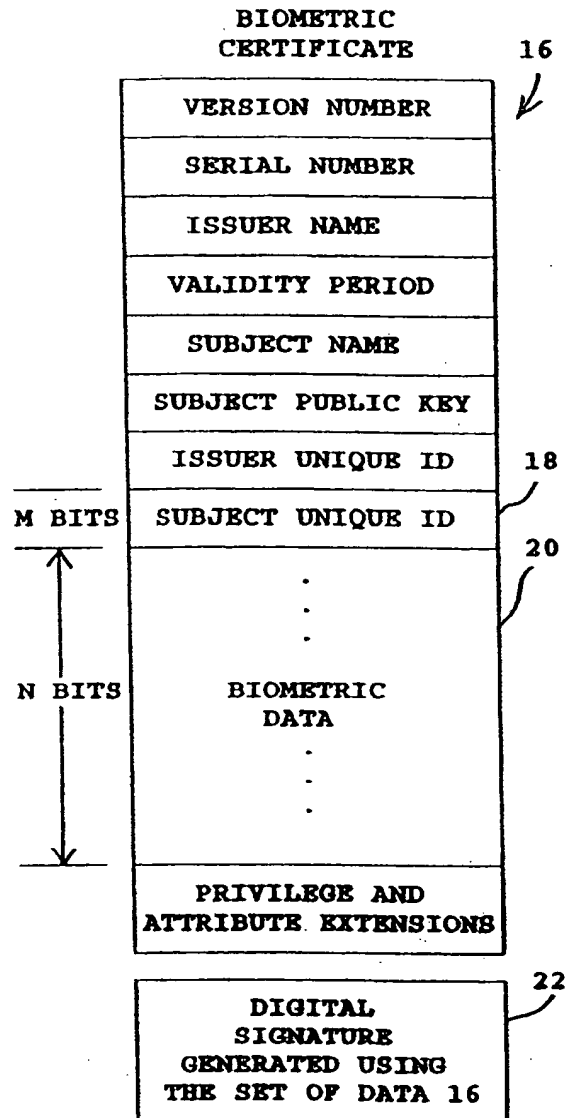 BIOMETRIC
CERTIFICATE
16
VERSION NUMBER
SERIAL NUMBER
ISSUER NAME
VALIDITY PERIOD
SUBJECT NAME
SUBJECT PUBLIC KEY
ISSUER UNIQUE ID
18
M BITS
SUBJECT UNIQUE ID
20
N BITS
BIOMETRIC
DATA
PRIVILEGE AND
ATTRIBUTE EXTENSIONS
22
DIGITAL
SIGNATURE
GENERATED USING
THE SET OF DATA 16